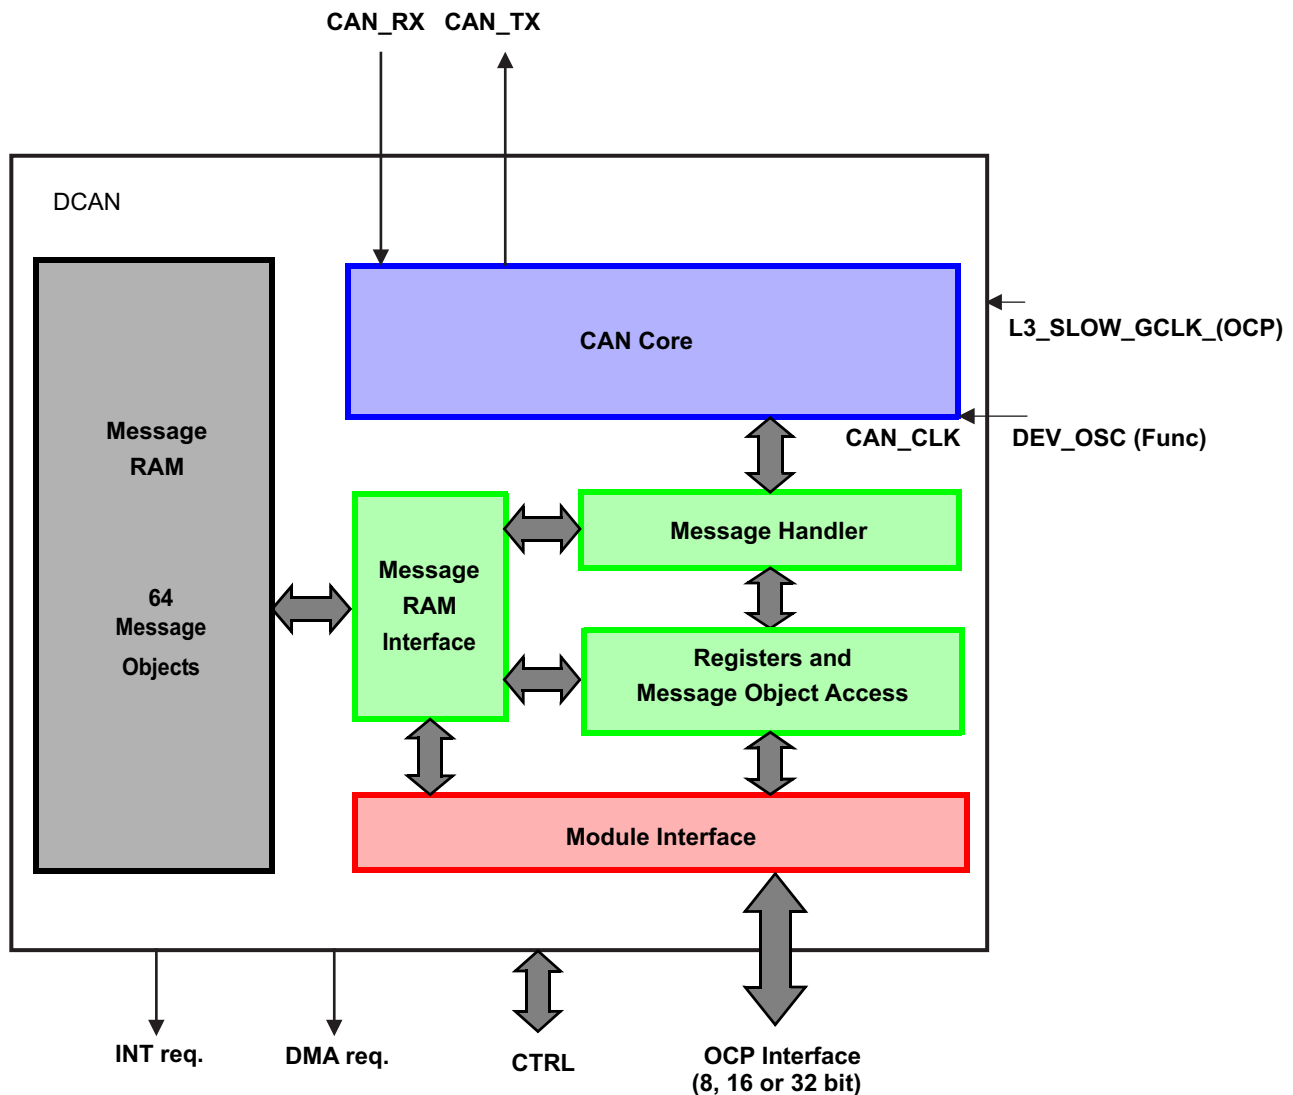 CAN_RX CAN_TX
DCAN
CAN Core
L3_SLOW_GCLK_(OCP)
CAN_CLK
DEV_OSC (Func)
Message
RAM
64
Message
Objects
Message
RAM
Interface
Message Handler
Registers and
Message Object Access
Module Interface
INT req.
DMA req.
CTRL
OCP Interface
(8, 16 or 32 bit)